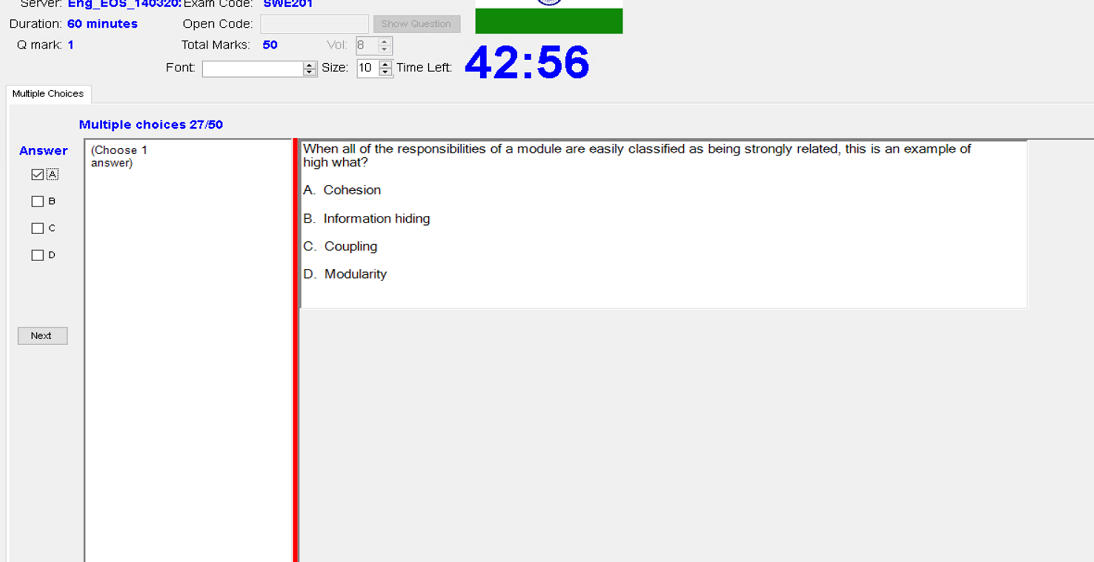 Server: Eng_EOS_140320: Exam Code: SWE201
Duration: 60 minutes Open Code: Show Question
Q mark: 1 Total Marks: 50 Vol: 8
Font: Size: 10 Time Left: 42:56
Multiple Choices
Multiple choices 27/50
Answer
A
B
C
D
Next
(Choose 1
answer)
When all of the responsibilities of a module are easily classified as being strongly related, this is an example of
high what?
A. Cohesion
B. Information hiding
C. Coupling
D. Modularity